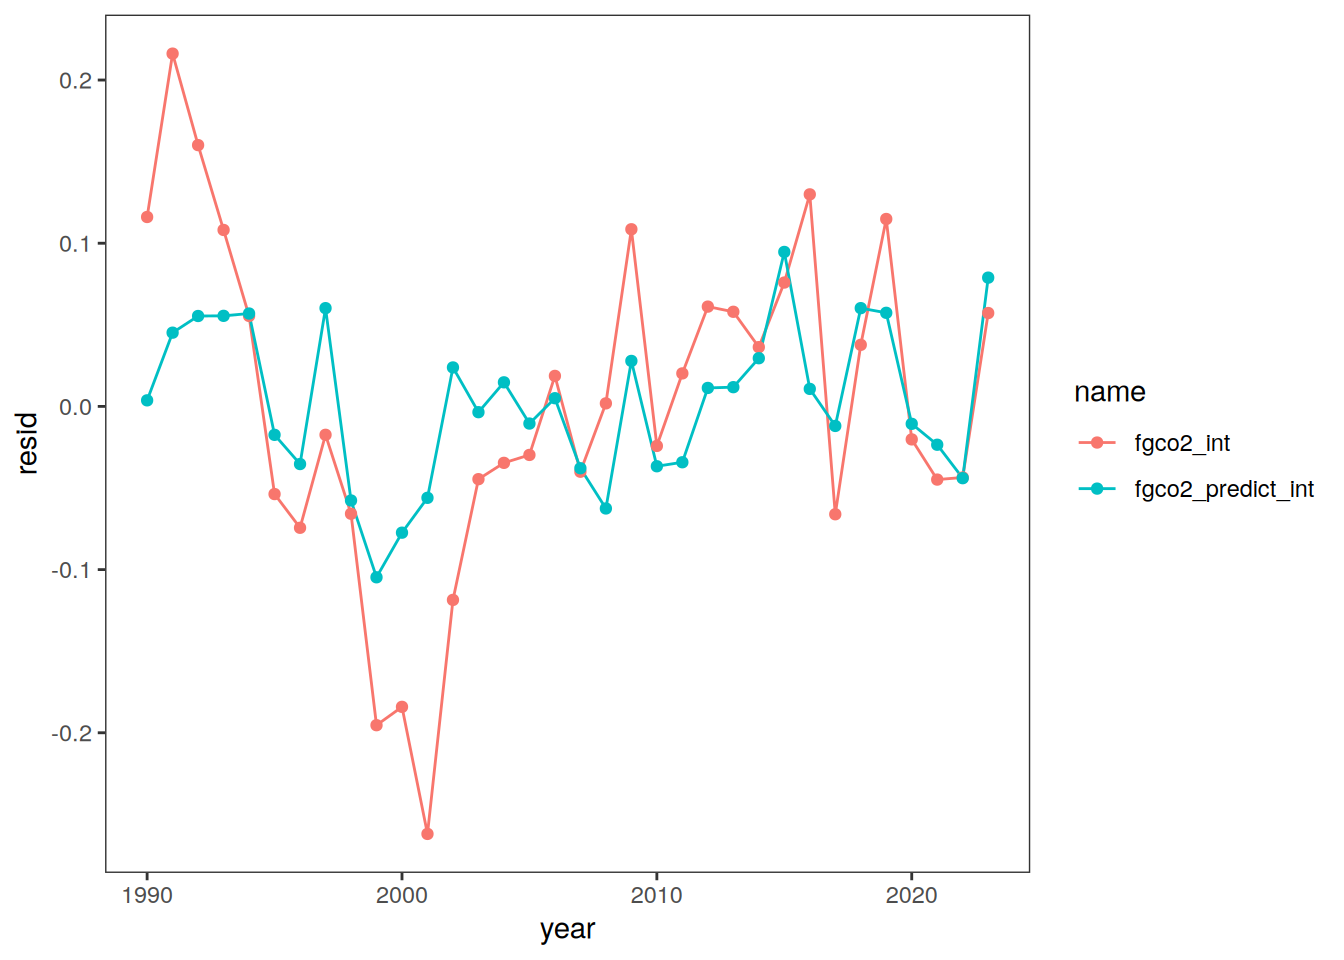 0.2
0.1
0.0
-0.1
-0.2
resid
1990 2000 2010 2020
year
name
fgco2_int
fgco2_predict_int